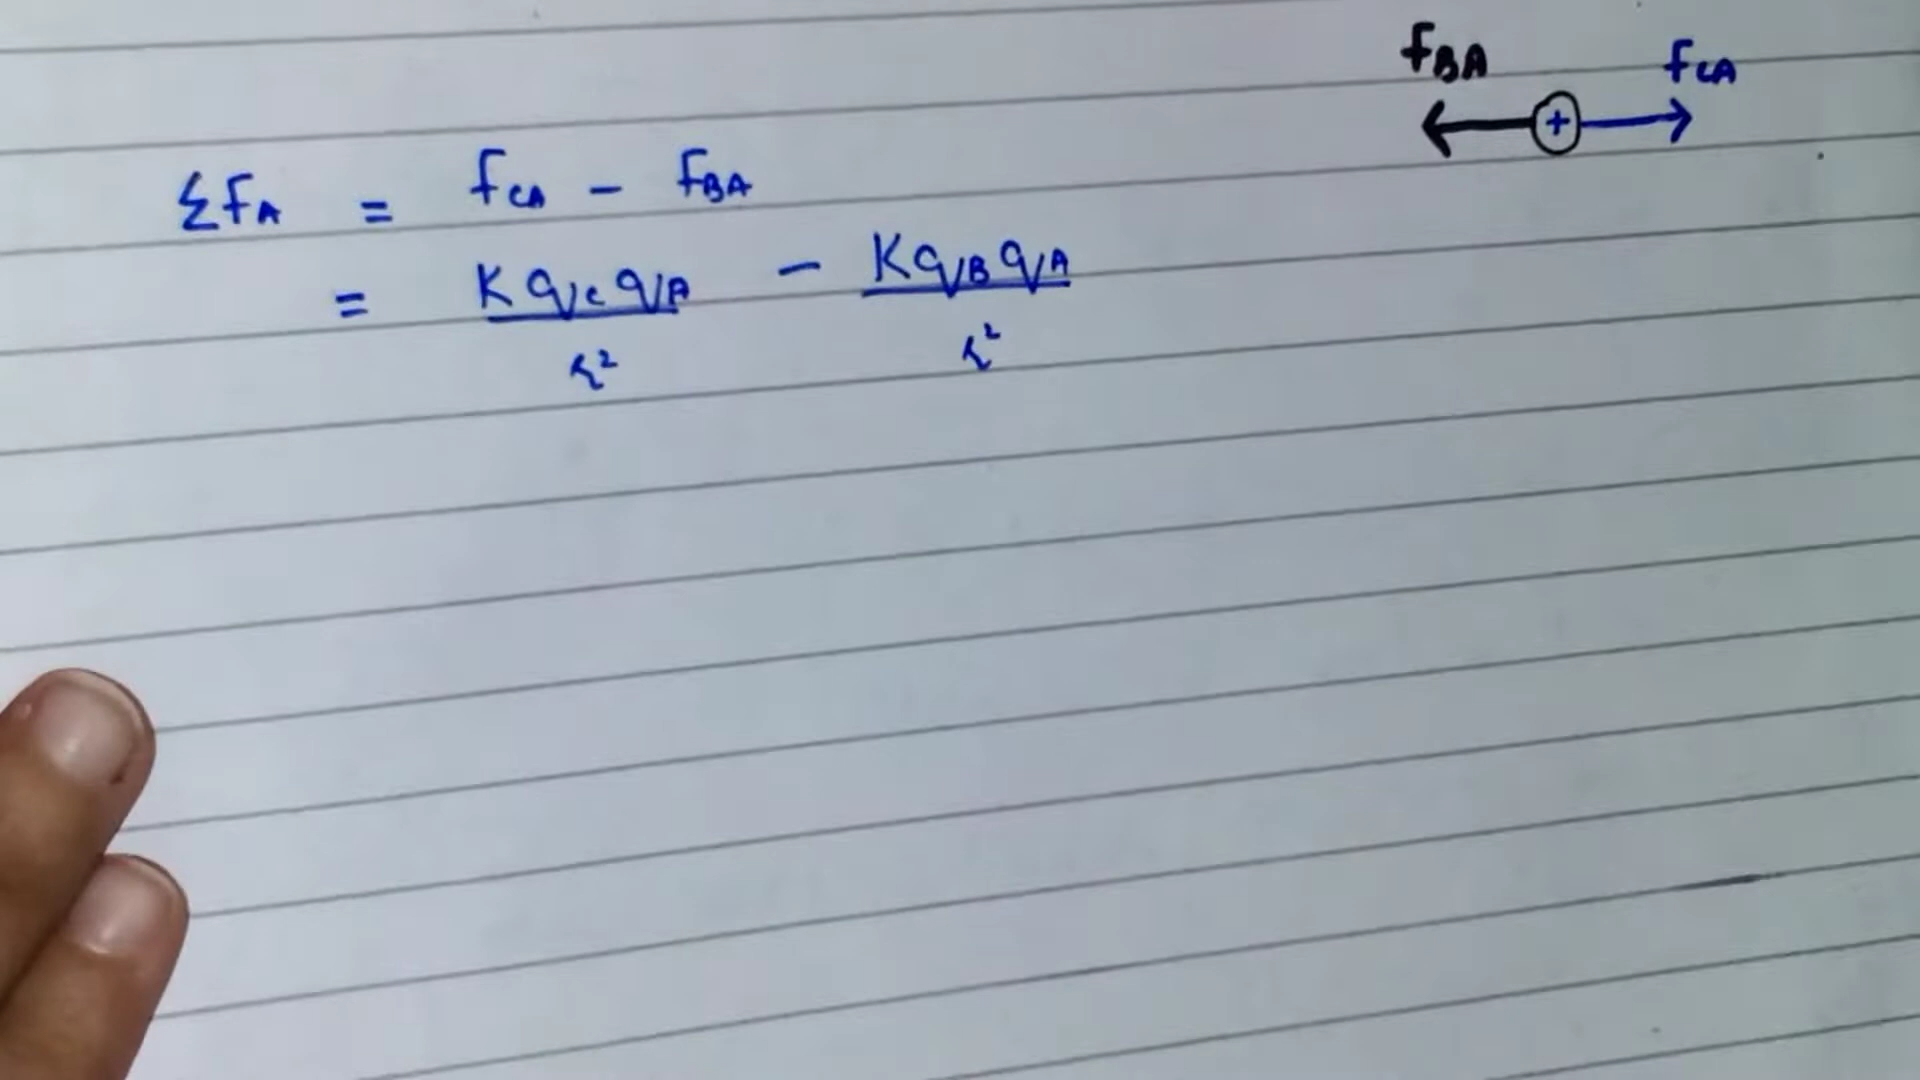 fBA fCA
+
ΣfA = fCA - fBA
= KqCqA/r² - KqBqA/r²